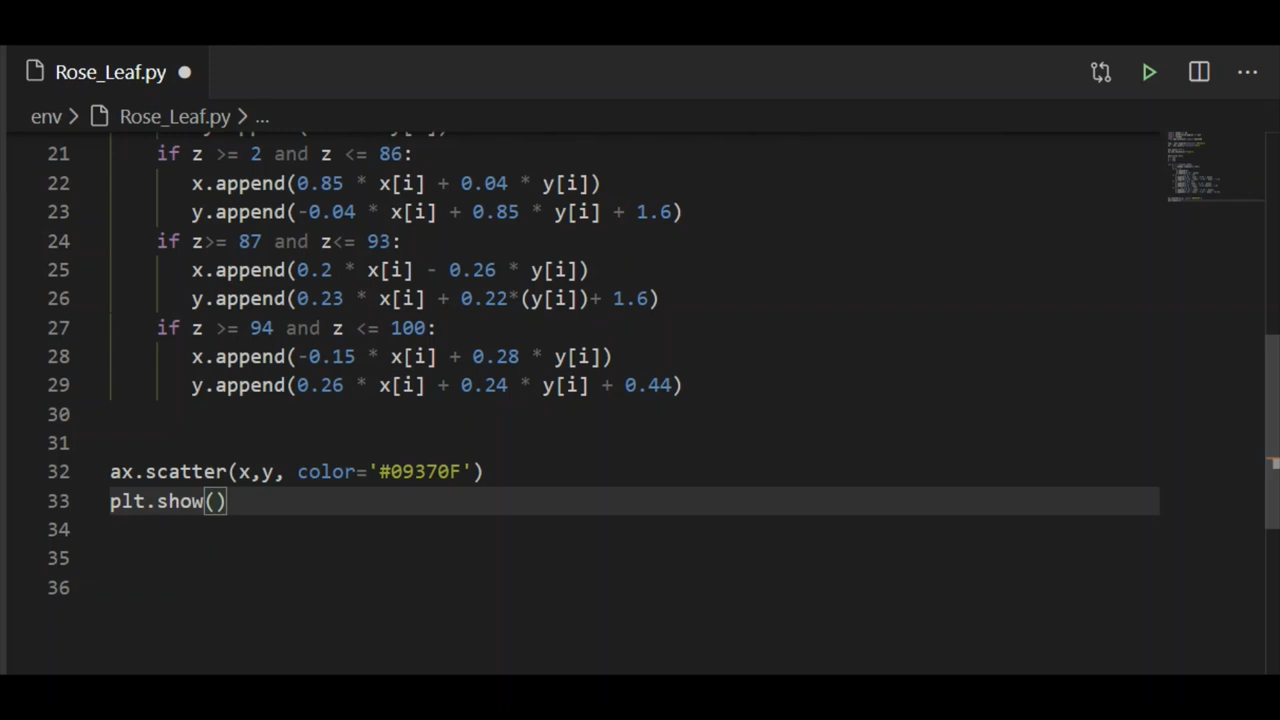 Rose_Leaf.py
env > Rose_Leaf.py > ...
21 if z >= 2 and z <= 86:
22 x.append(0.85 * x[i] + 0.04 * y[i])
23 y.append(-0.04 * x[i] + 0.85 * y[i] + 1.6)
24 if z>= 87 and z<= 93:
25 x.append(0.2 * x[i] - 0.26 * y[i])
26 y.append(0.23 * x[i] + 0.22*(y[i])+ 1.6)
27 if z >= 94 and z <= 100:
28 x.append(-0.15 * x[i] + 0.28 * y[i])
29 y.append(0.26 * x[i] + 0.24 * y[i] + 0.44)
30
31
32 ax.scatter(x,y, color='#09370F')
33 plt.show()
34
35
36